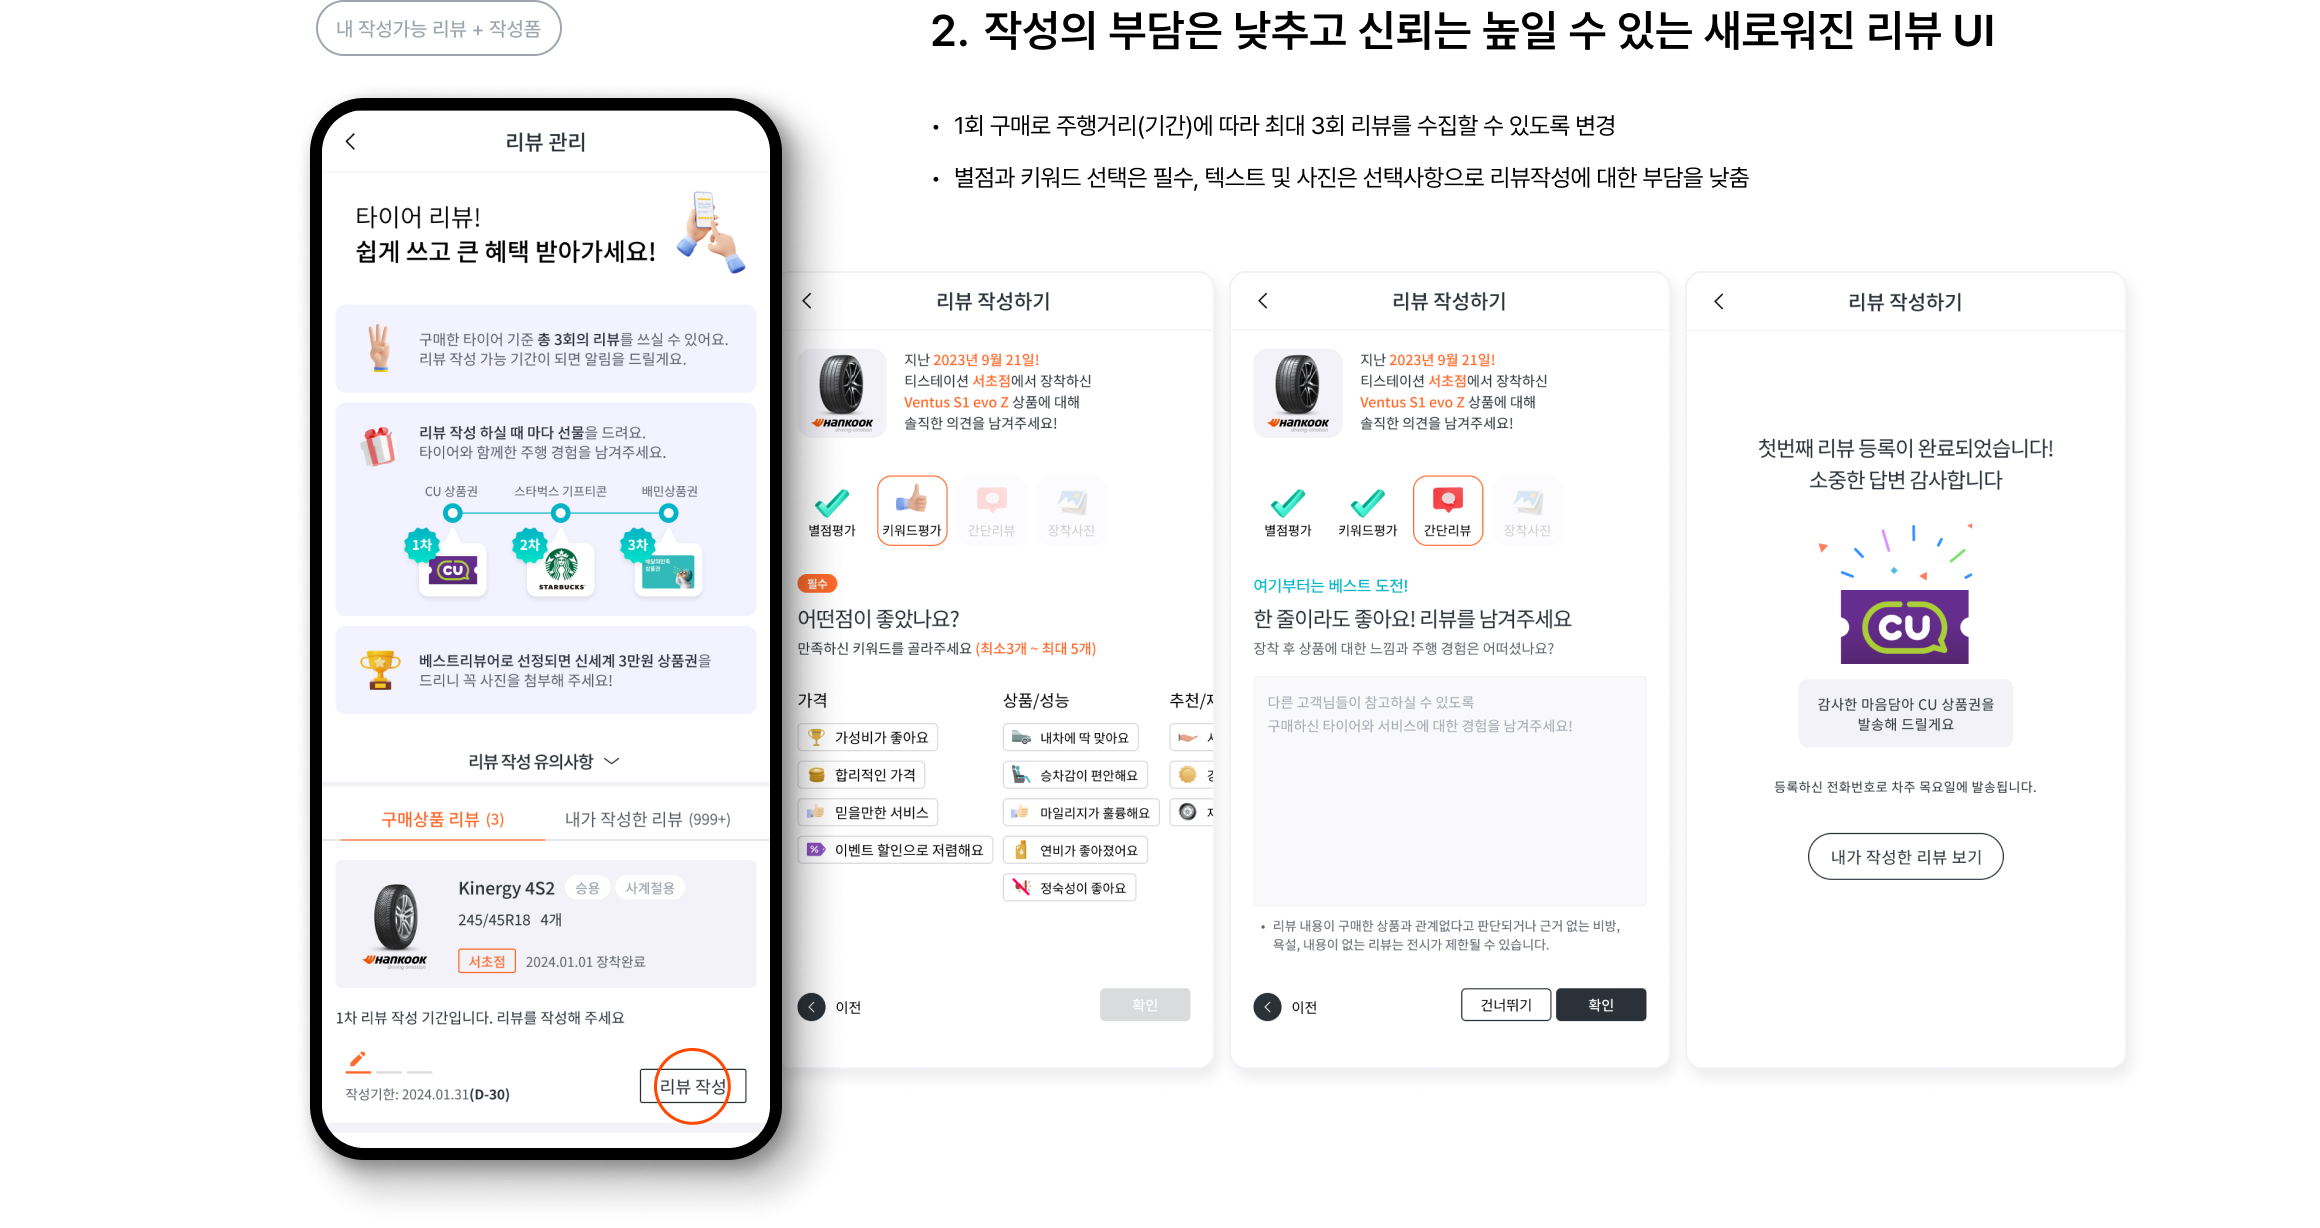 내 작성가능 리뷰 + 작성폼
2. 작성의 부담은 낮추고 신뢰는 높일 수 있는 새로워진 리뷰 UI
• 1회 구매로 주행거리(기간)에 따라 최대 3회 리뷰를 수집할 수 있도록 변경
• 별점과 키워드 선택은 필수, 텍스트 및 사진은 선택사항으로 리뷰작성에 대한 부담을 낮춤
리뷰 관리
타이어 리뷰!
쉽게 쓰고 큰 혜택 받아가세요!
구매한 타이어 기준 총 3회의 리뷰를 쓰실 수 있어요.
리뷰 작성 가능 기간이 되면 알림을 드릴게요.
리뷰 작성 하실 때 마다 선물을 드려요.
타이어와 함께한 주행 경험을 남겨주세요.
CU 상품권 스타벅스 기프티콘 배민상품권
1차 2차 3차
CU
STARBUCKS
상품권
베스트리뷰어로 선정되면 신세계 3만원 상품권을
드리니 꼭 사진을 첨부해 주세요!
리뷰 작성 유의사항
구매상품 리뷰 (3) 내가 작성한 리뷰 (999+)
Kinergy 4S2 승용 사계절용
245/45R18 4개
HANKOOK
driving emotion
서초점 2024.01.01 장착완료
1차 리뷰 작성 기간입니다. 리뷰를 작성해 주세요
작성기한: 2024.01.31(D-30)
리뷰 작성
리뷰 작성하기
지난 2023년 9월 21일!
티스테이션 서초점에서 장착하신
Ventus S1 evo Z 상품에 대해
솔직한 의견을 남겨주세요!
HANKOOK
driving emotion
별점평가 키워드평가 간단리뷰 장착사진
필수
어떤점이 좋았나요?
만족하신 키워드를 골라주세요 (최소3개 ~ 최대 5개)
가격
가성비가 좋아요
합리적인 가격
믿을만한 서비스
% 이벤트 할인으로 저렴해요
상품/성능
내차에 딱 맞아요
승차감이 편안해요
마일리지가 훌륭해요
연비가 좋아졌어요
정숙성이 좋아요
추천/
이전
확인
리뷰 작성하기
지난 2023년 9월 21일!
티스테이션 서초점에서 장착하신
Ventus S1 evo Z 상품에 대해
솔직한 의견을 남겨주세요!
HANKOOK
driving emotion
별점평가 키워드평가 간단리뷰 장착사진
여기부터는 베스트 도전!
한 줄이라도 좋아요! 리뷰를 남겨주세요
장착 후 상품에 대한 느낌과 주행 경험은 어떠셨나요?
다른 고객님들이 참고하실 수 있도록
구매하신 타이어와 서비스에 대한 경험을 남겨주세요!
• 리뷰 내용이 구매한 상품과 관계없다고 판단되거나 근거 없는 비방,
욕설, 내용이 없는 리뷰는 전시가 제한될 수 있습니다.
이전
건너뛰기
확인
리뷰 작성하기
첫번째 리뷰 등록이 완료되었습니다!
소중한 답변 감사합니다
CU
감사한 마음담아 CU 상품권을
발송해 드릴게요
등록하신 전화번호로 차주 목요일에 발송됩니다.
내가 작성한 리뷰 보기